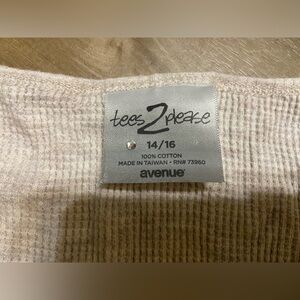 tees 2 please
14/16
100% COTTON
MADE IN TAIWAN • RN# 73960
avenue®